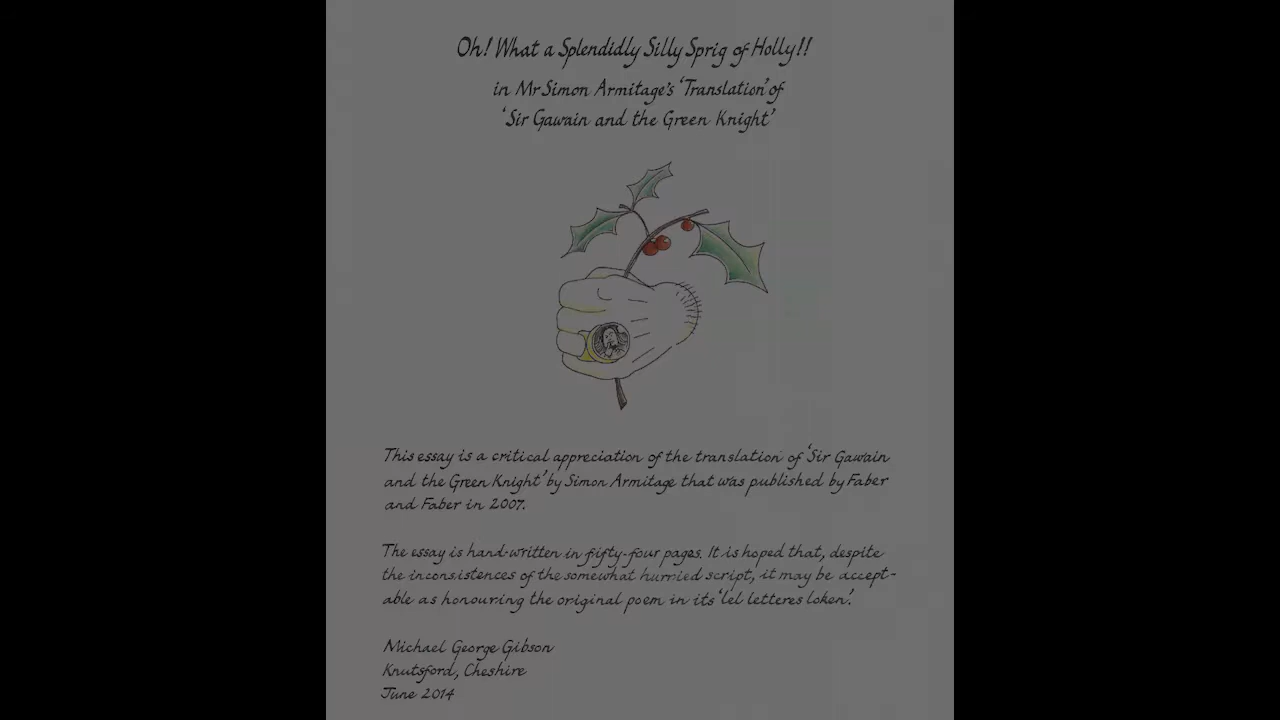 Oh! What a Splendidly Silly Sprig of Holly!!
in Mr Simon Armitage's 'Translation' of
'Sir Gawain and the Green Knight'
This essay is a critical appreciation of the translation of 'Sir Gawain
and the Green Knight' by Simon Armitage that was published by Faber
and Faber in 2007.
The essay is hand-written in fifty-four pages. It is hoped that, despite
the inconsistences of the somewhat hurried script, it may be accept-
able as honouring the original poem in its 'lel letteres loken'.
Michael George Gibson
Knutsford, Cheshire
June 2014